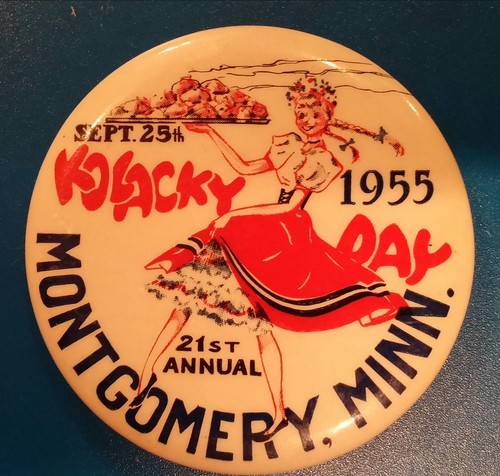 SEPT. 25th
KOLACKY
1955
DAY
21ST
ANNUAL
MONTGOMERY, MINN.